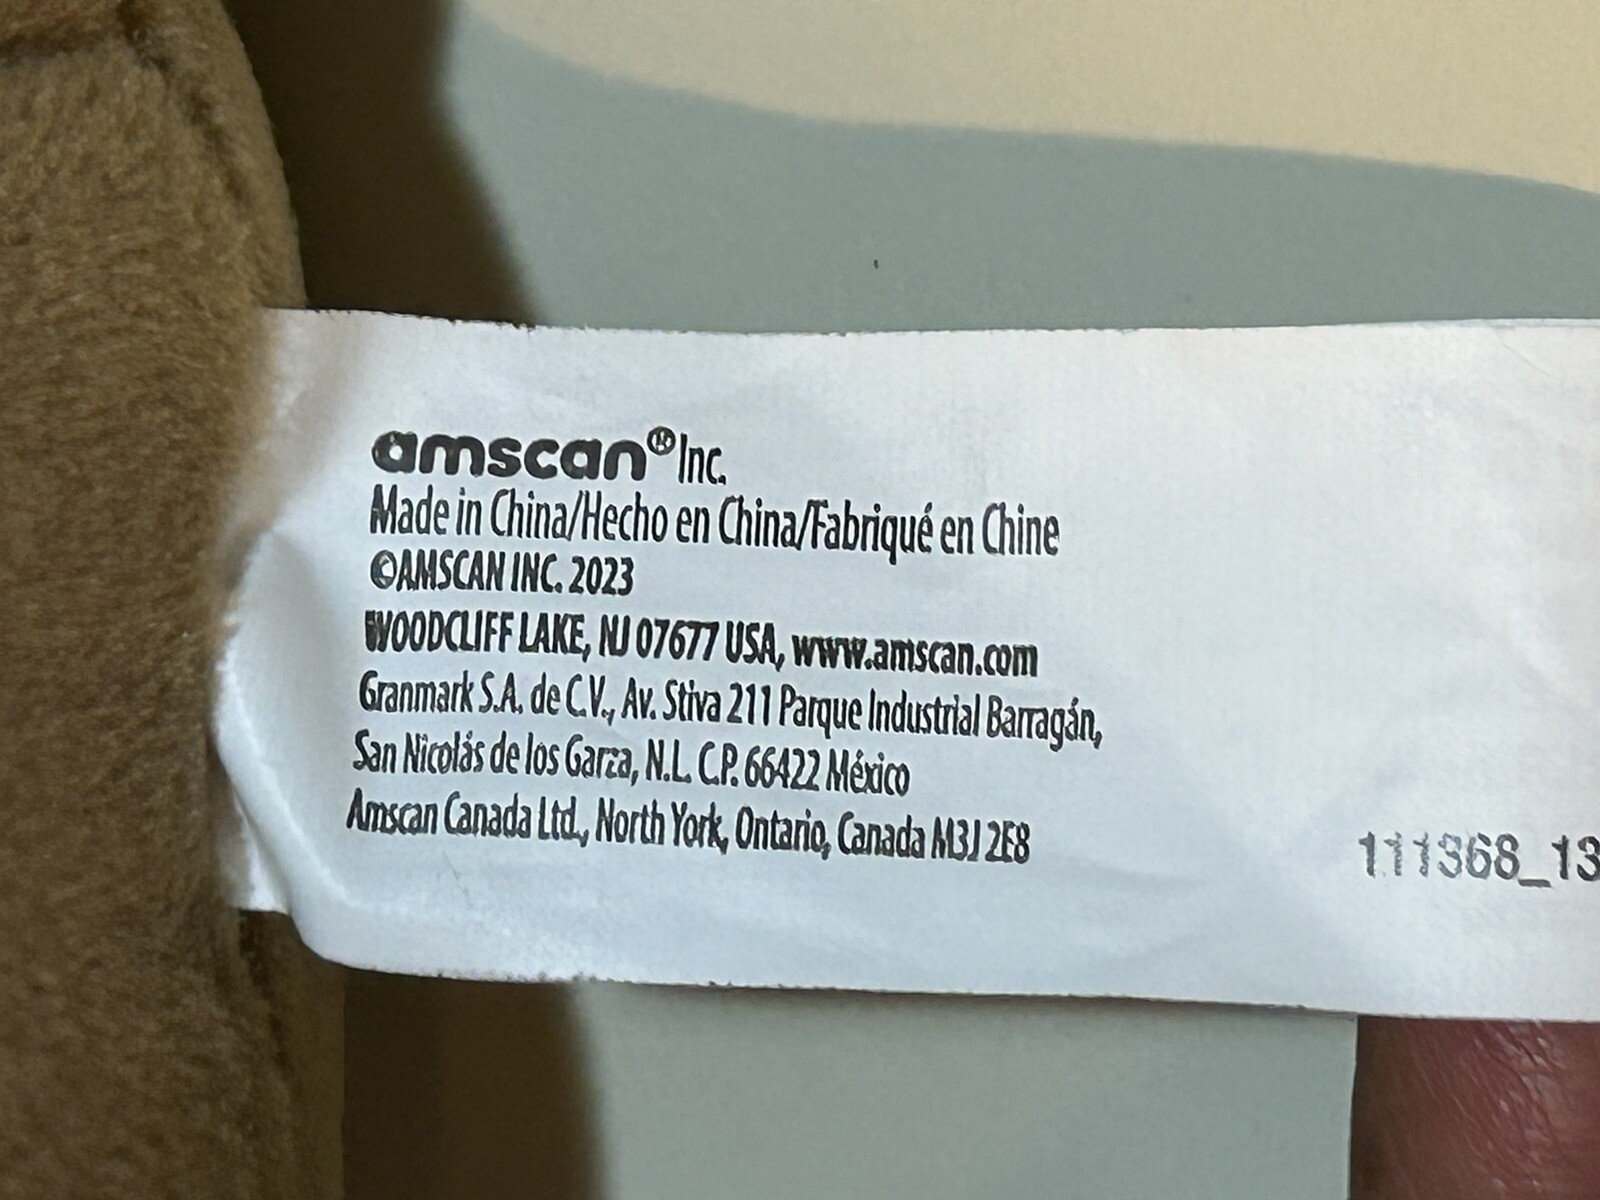 amscan® Inc.
Made in China/Hecho en China/Fabriqué en Chine
©AMSCAN INC. 2023
WOODCLIFF LAKE, NJ 07677 USA, www.amscan.com
Granmark S.A. de C.V., Av. Stiva 211 Parque Industrial Barragán,
San Nicolás de los Garza, N.L. C.P. 66422 México
Amscan Canada Ltd., North York, Ontario, Canada M3J 2E8
111368_13